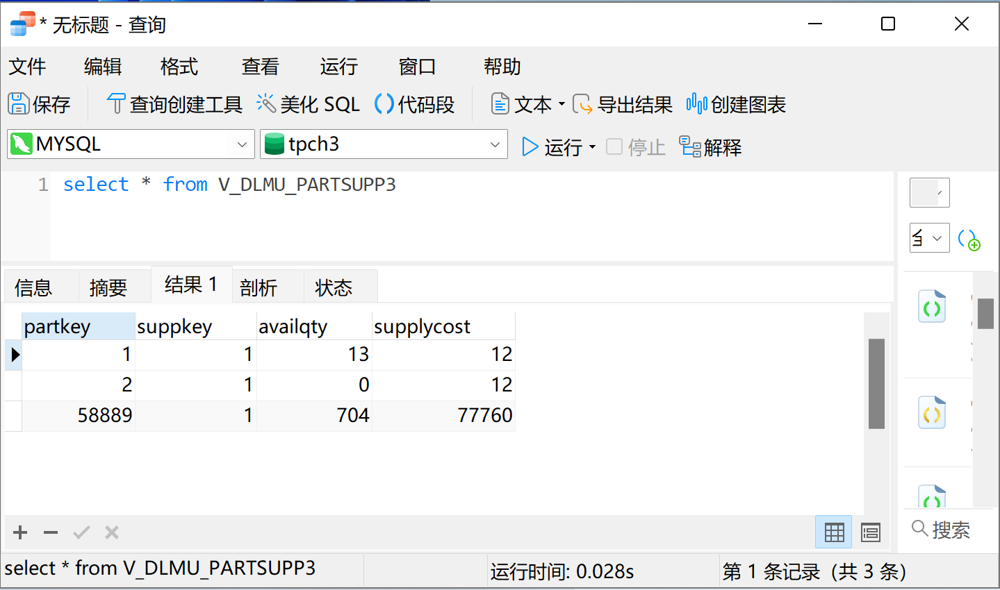 * 无标题 - 查询
文件 编辑 格式 查看 运行 窗口 帮助
保存 查询创建工具 美化 SQL 代码段 文本 导出结果 创建图表
MYSQL tpch3 运行 停止 解释
1 select * from V_DLMU_PARTSUPP3
信息 摘要 结果 1 剖析 状态
partkey suppkey availqty supplycost
1 1 13 12
2 1 0 12
58889 1 704 77760
搜索
select * from V_DLMU_PARTSUPP3 运行时间: 0.028s 第 1 条记录 (共 3 条)